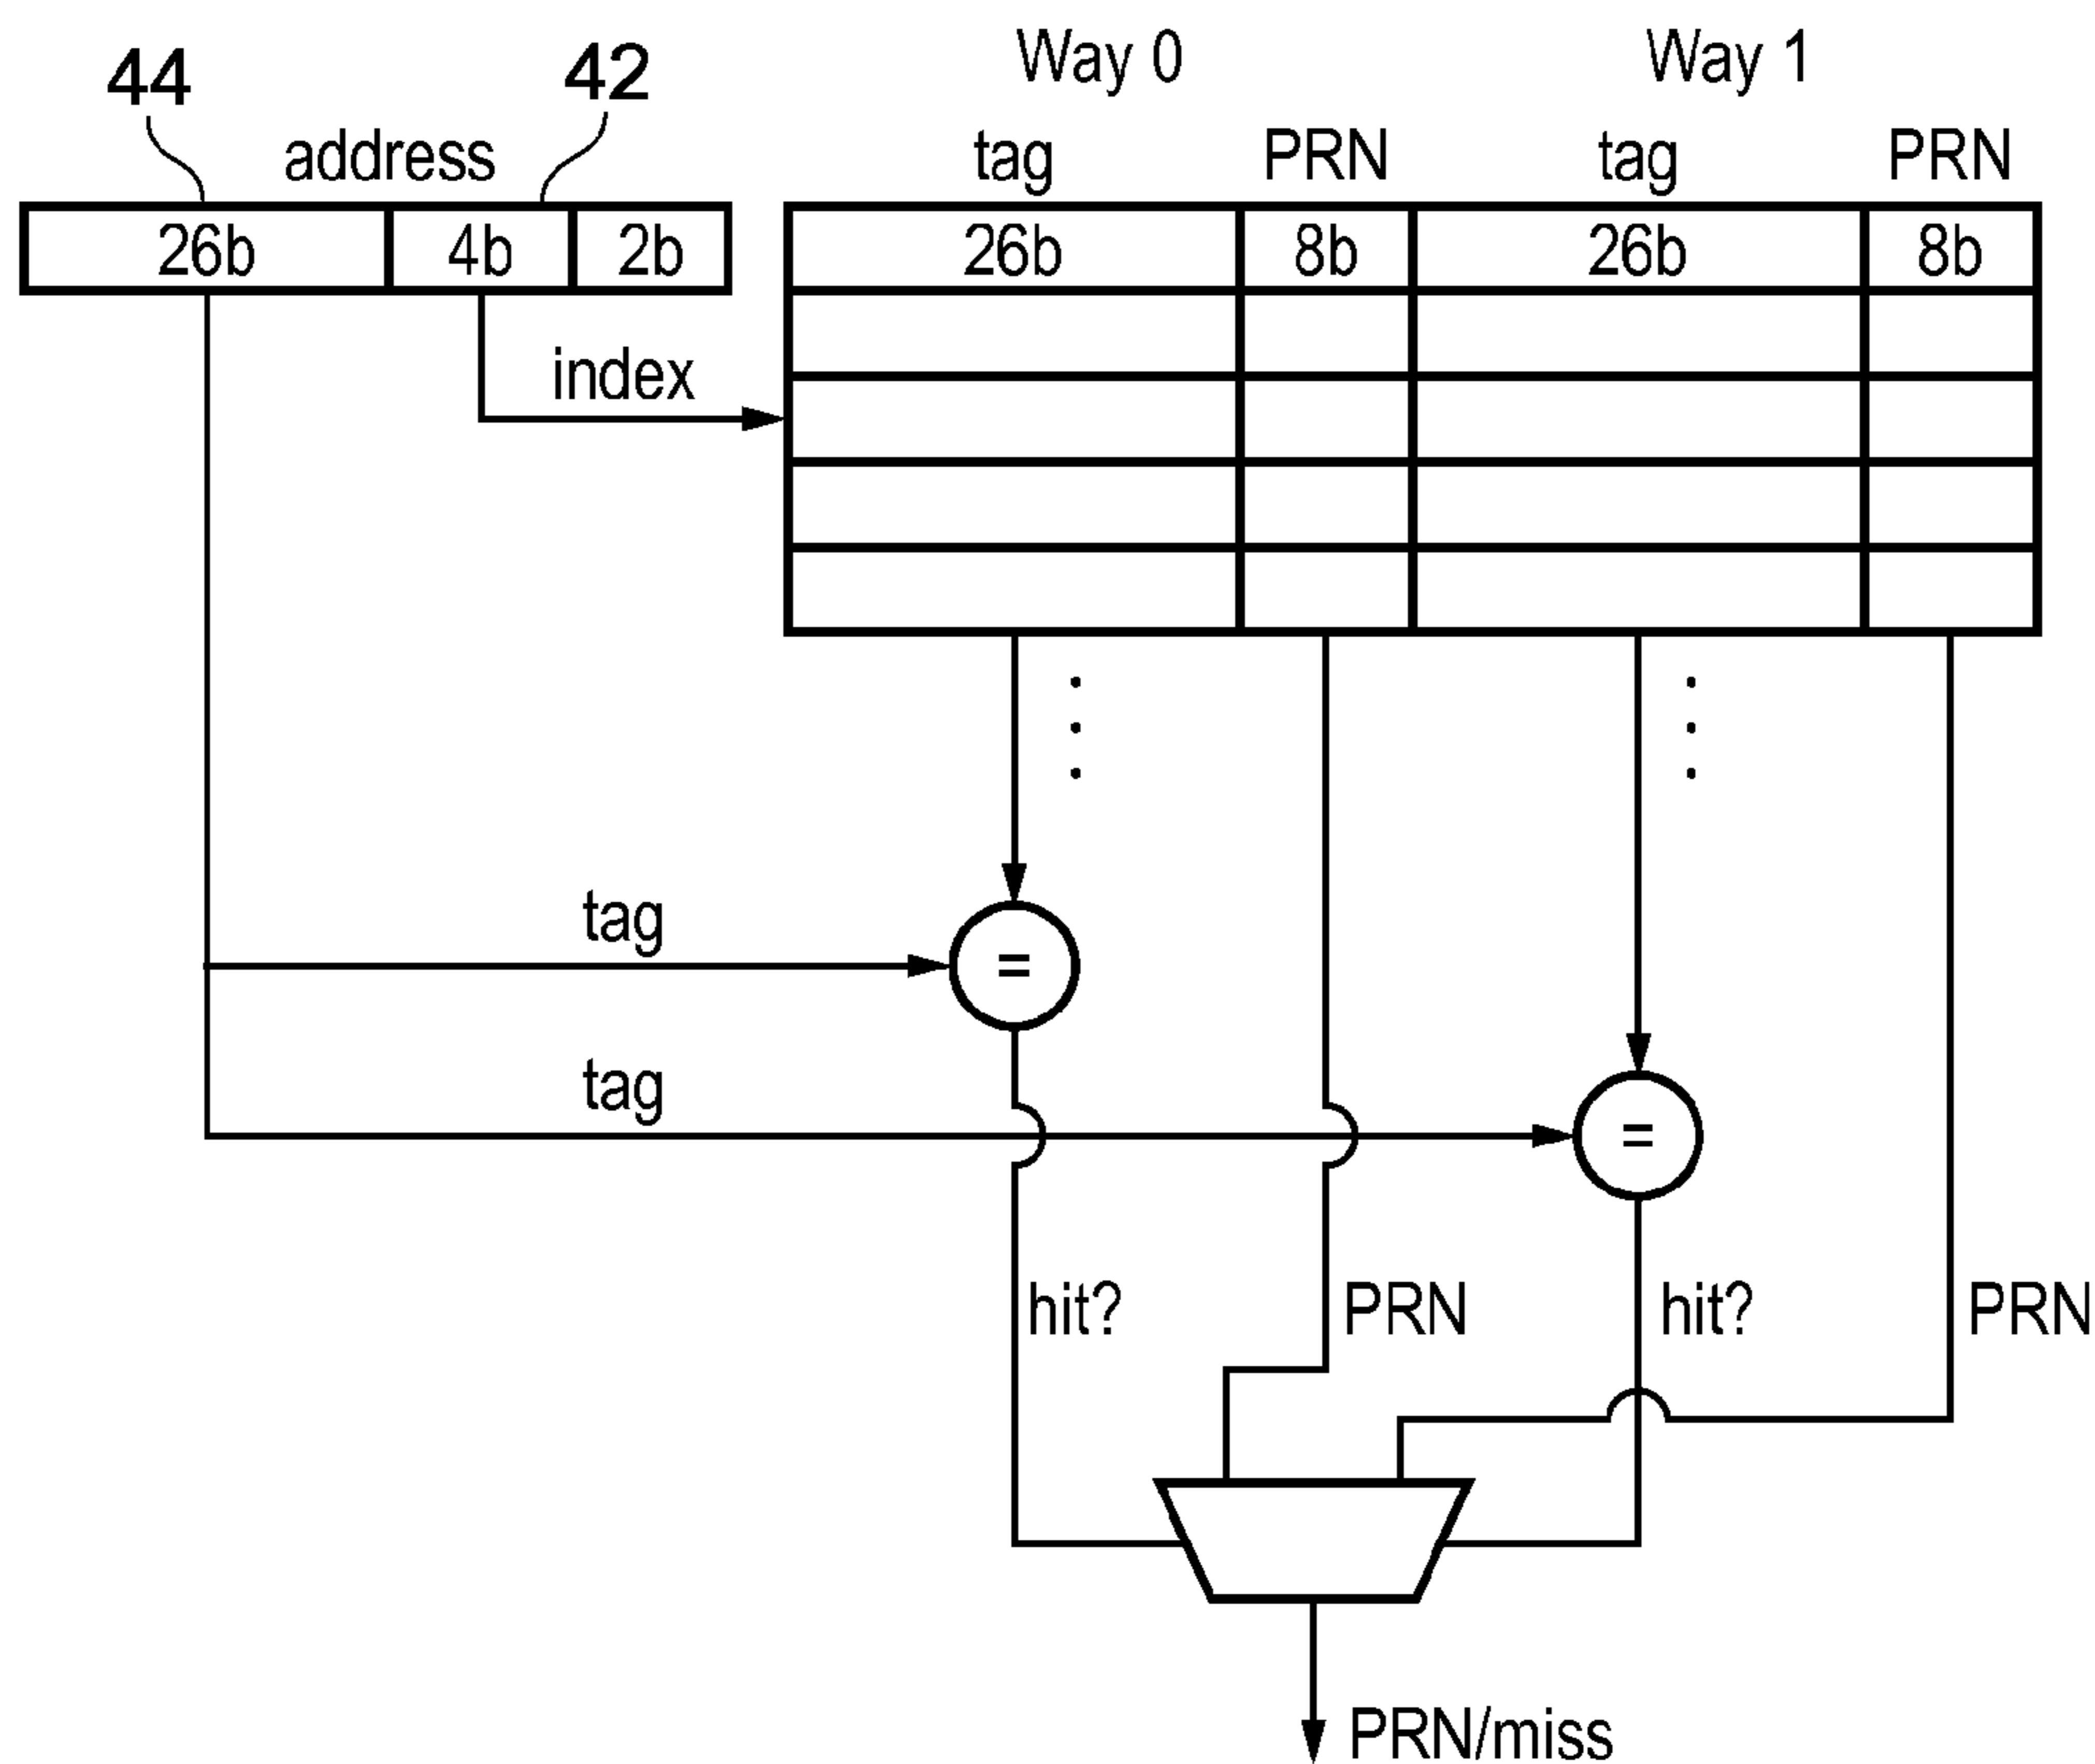 44 42 Way 0 Way 1
address tag PRN tag PRN
26b 4b 2b 26b 8b 26b 8b
index
tag
=
tag
=
hit? PRN hit? PRN
PRN/miss